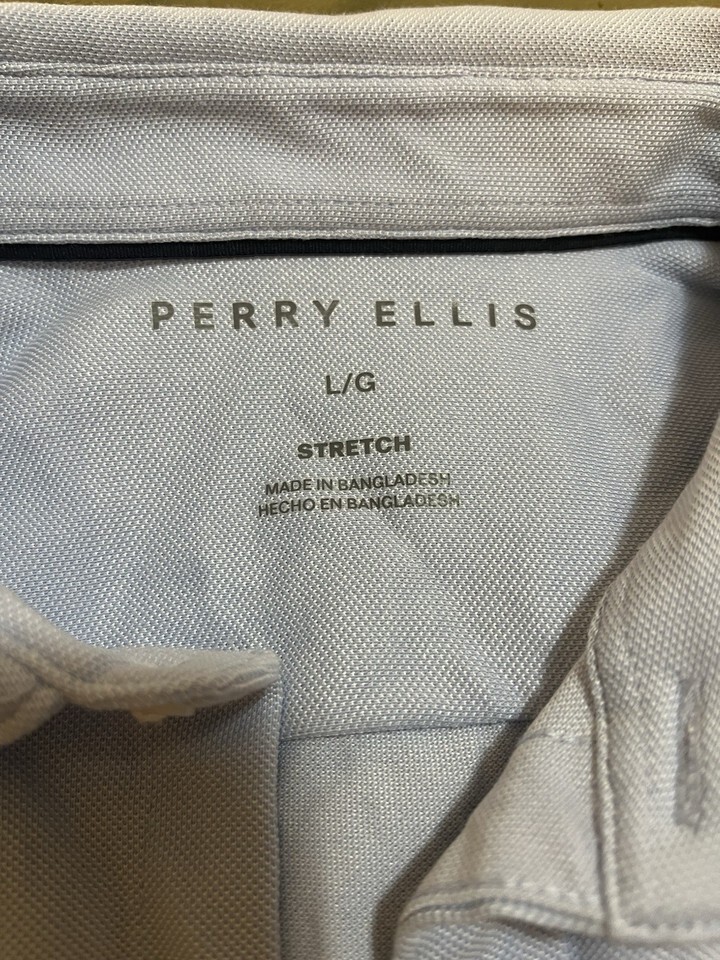 PERRY ELLIS
L/G
STRETCH
MADE IN BANGLADESH
HECHO EN BANGLADESH